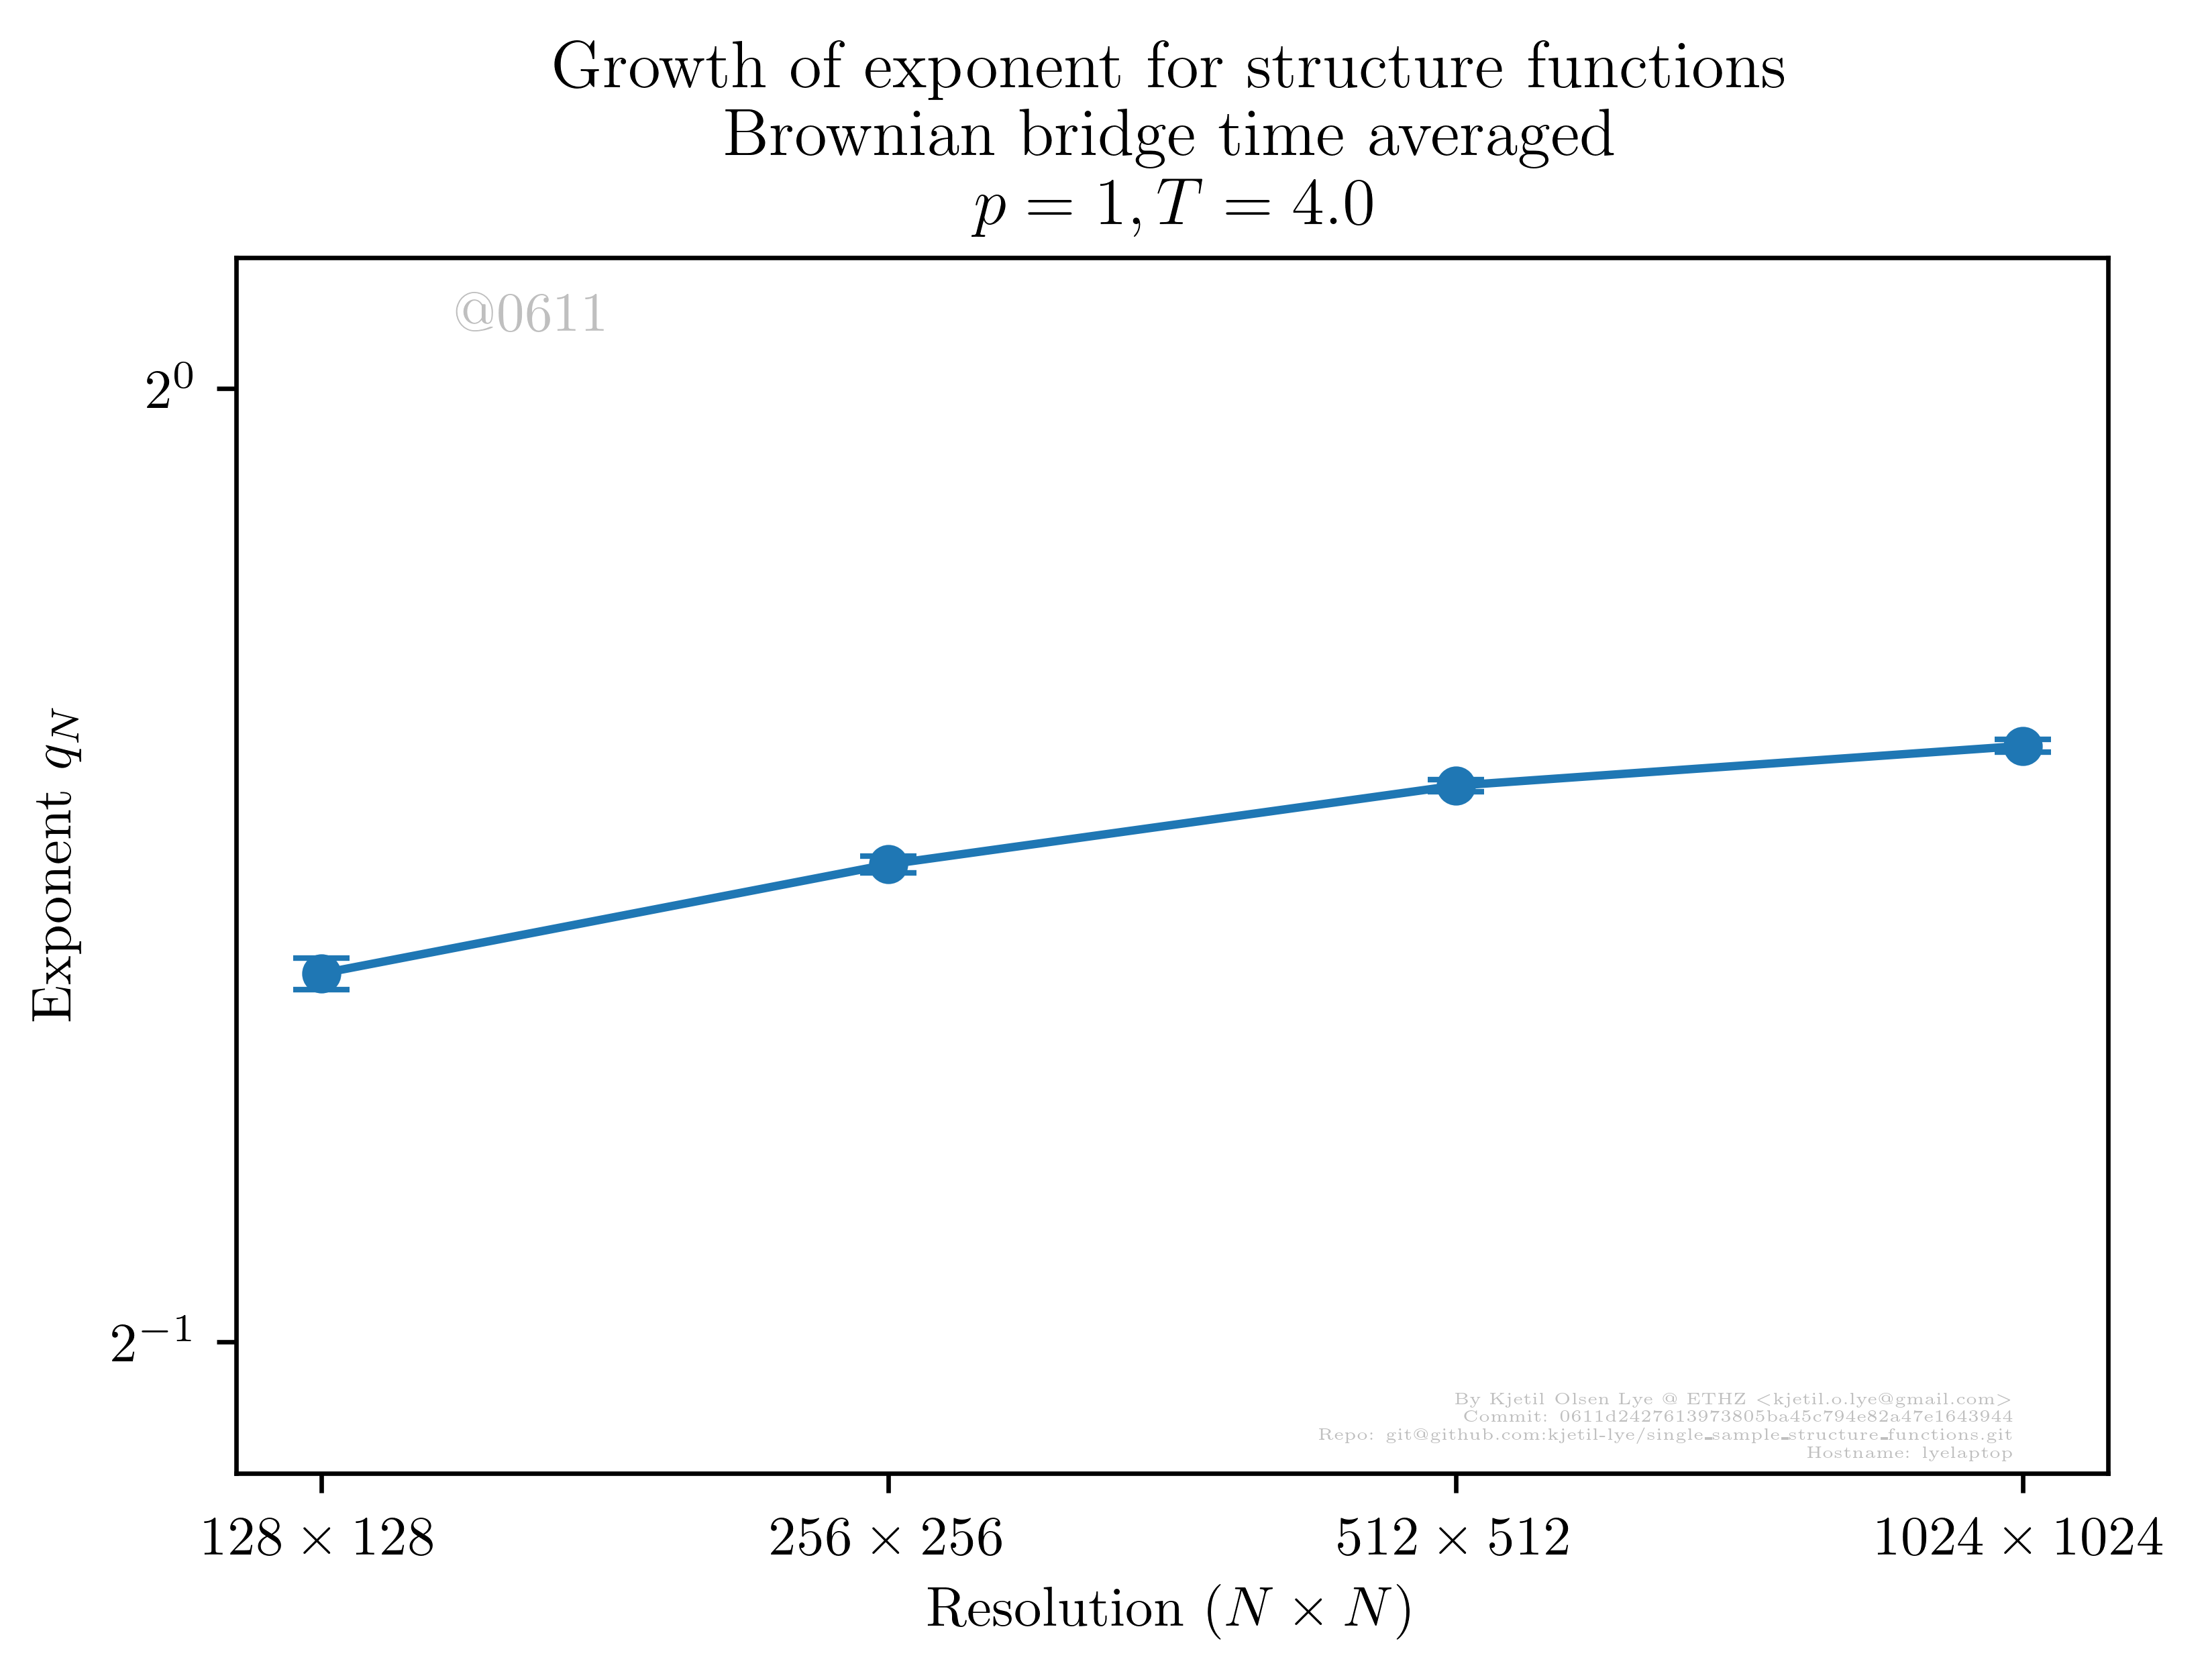 Growth of exponent for structure functions
Brownian bridge time averaged
p = 1, T = 4.0
@0611
2⁰
Exponent q_N
2⁻¹
By Kjetil Olsen Lye @ ETHZ <kjetil.o.lye@gmail.com>
Commit: 0611d2427613973805ba45c794e82a47e1643944
Repo: git@github.com:kjetil-lye/single_sample_structure_functions.git
Hostname: lyelaptop
128 × 128
256 × 256
512 × 512
1024 × 1024
Resolution (N × N)